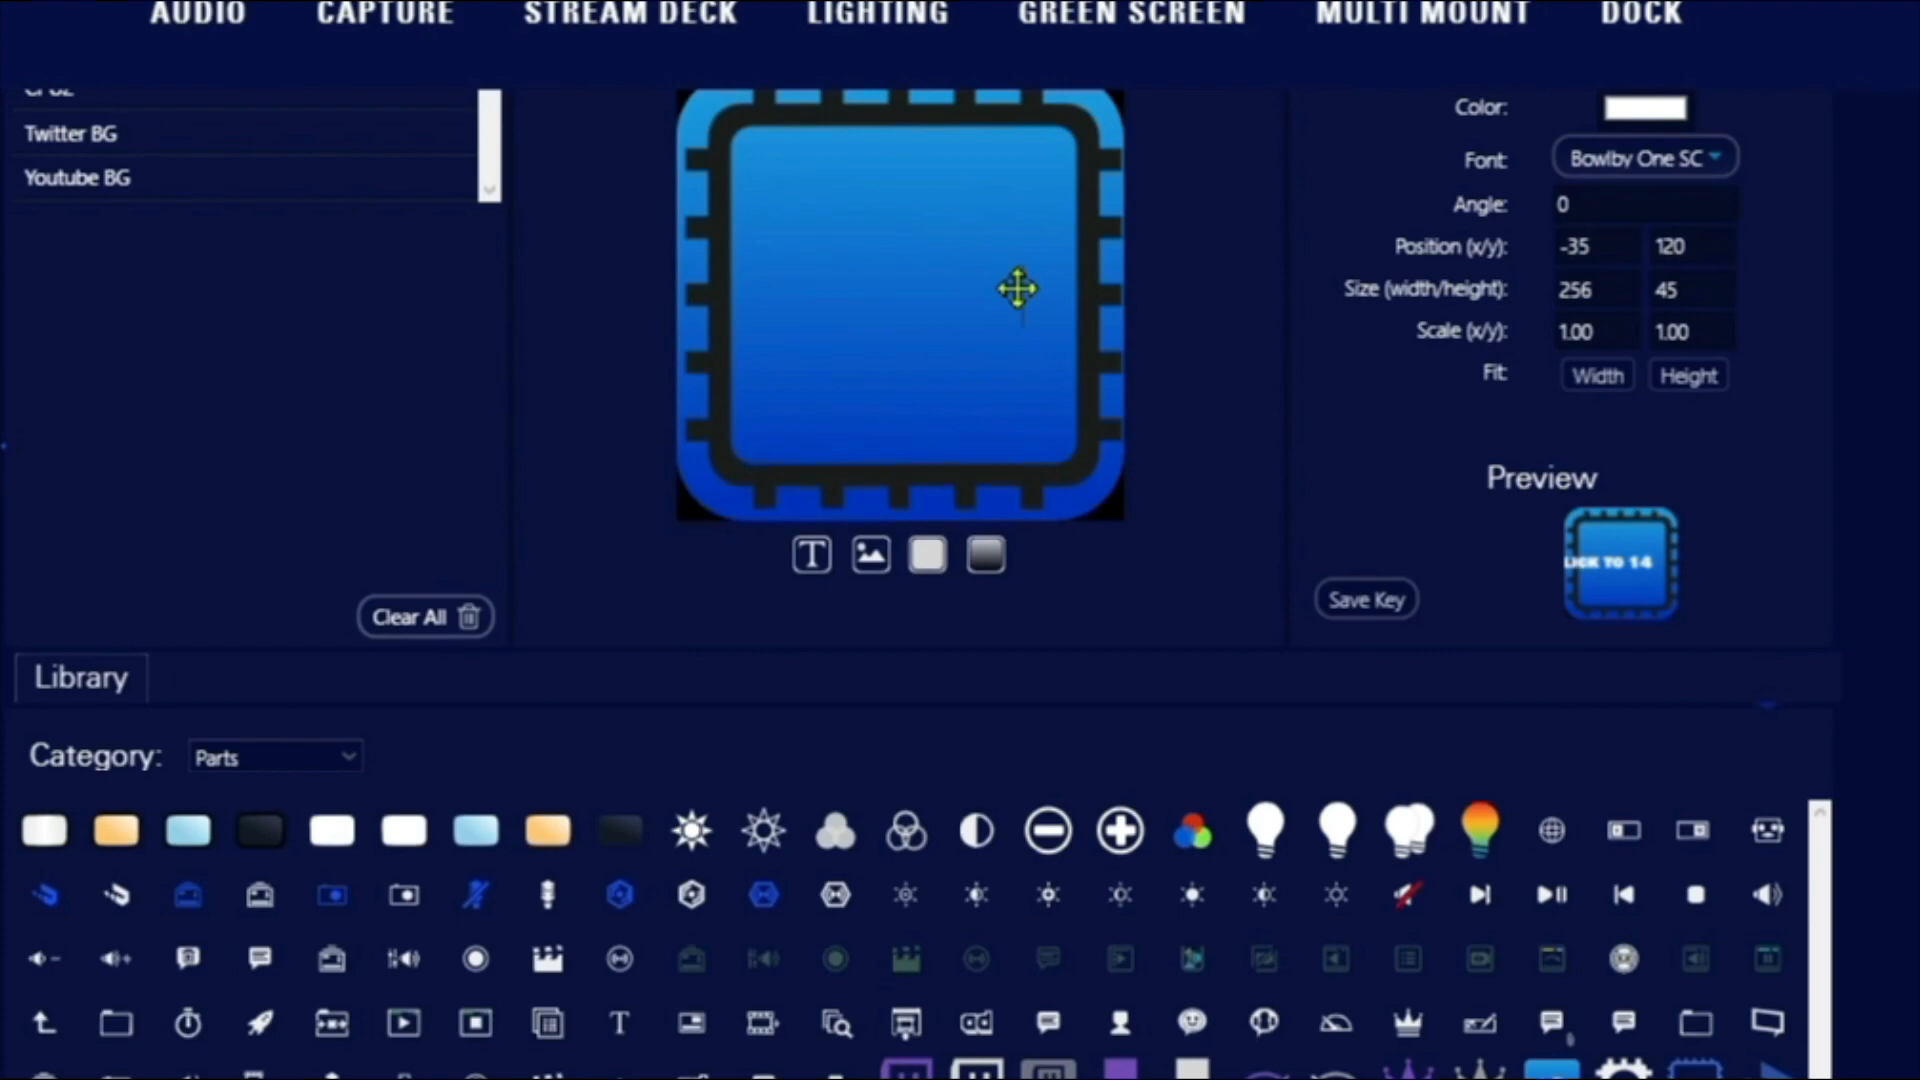 AUDIO CAPTURE STREAM DECK LIGHTING GREEN SCREEN MULTI MOUNT DOCK
Twitter BG
Youtube BG
Clear All
Color:
Font:
Bowlby One SC
Angle:
0
Position (x/y):
-35 120
Size (width/height):
256 45
Scale (x/y):
1.00 1.00
Fit:
Width Height
Preview
TO 14
Save Key
Library
Category:
Parts